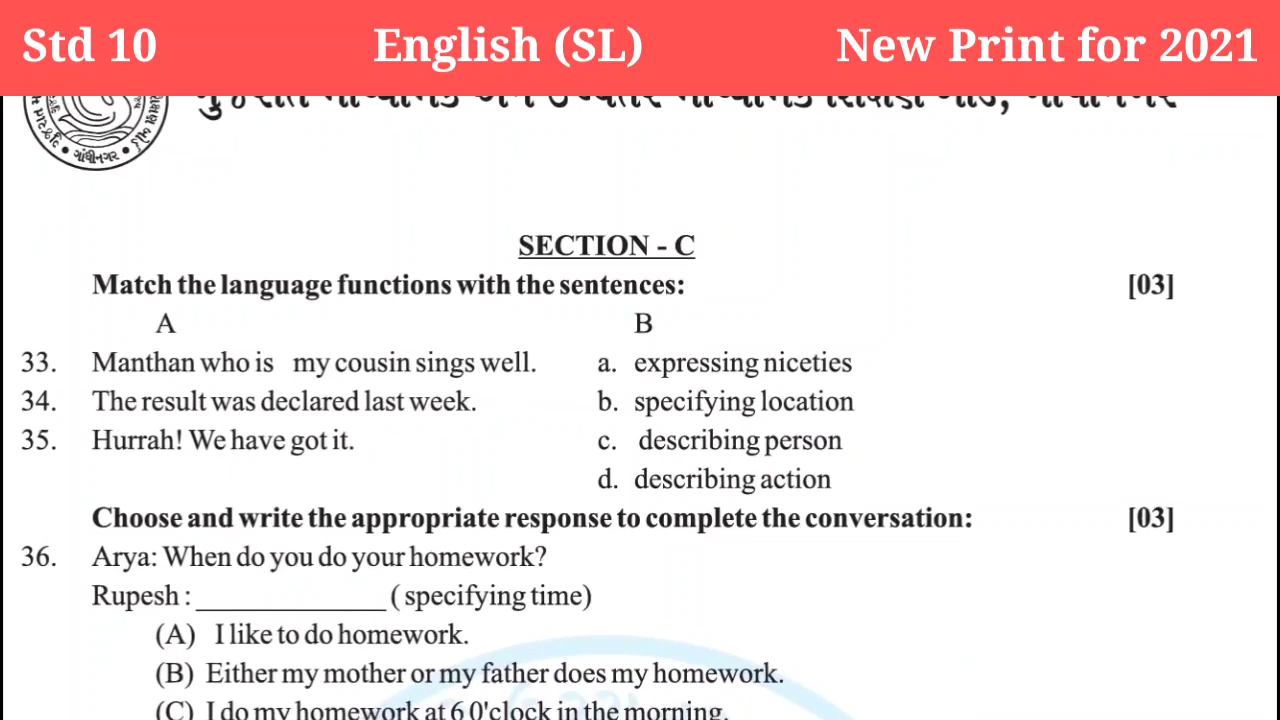 Std 10 English (SL) New Print for 2021
ગાંધીનગર
SECTION - C
Match the language functions with the sentences: [03]
A B
33. Manthan who is my cousin sings well. a. expressing niceties
34. The result was declared last week. b. specifying location
35. Hurrah! We have got it. c. describing person
d. describing action
Choose and write the appropriate response to complete the conversation: [03]
36. Arya: When do you do your homework?
Rupesh : _____________ ( specifying time)
(A) I like to do homework.
(B) Either my mother or my father does my homework.
(C) I do my homework at 6 0'clock in the morning.